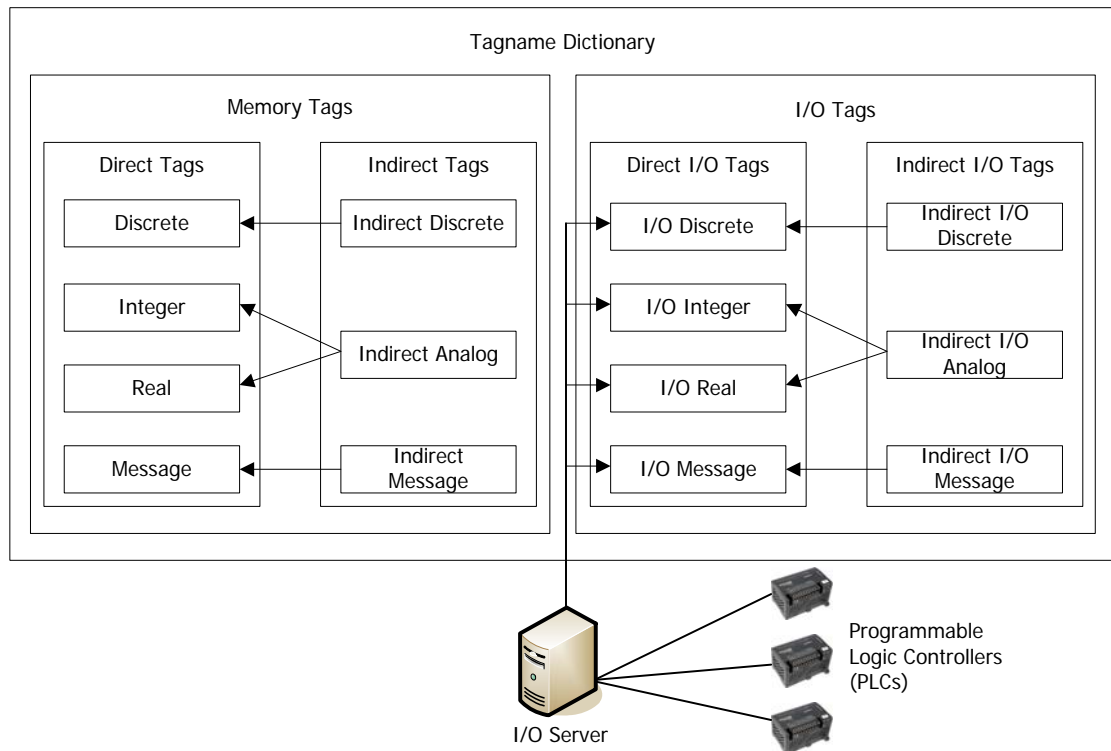 Tagname Dictionary
Memory Tags
Direct Tags
Discrete
Integer
Real
Message
Indirect Tags
Indirect Discrete
Indirect Analog
Indirect
Message
I/O Tags
Direct I/O Tags
I/O Discrete
I/O Integer
I/O Real
I/O Message
Indirect I/O Tags
Indirect I/O
Discrete
Indirect I/O
Analog
Indirect I/O
Message
I/O Server
Programmable
Logic Controllers
(PLCs)